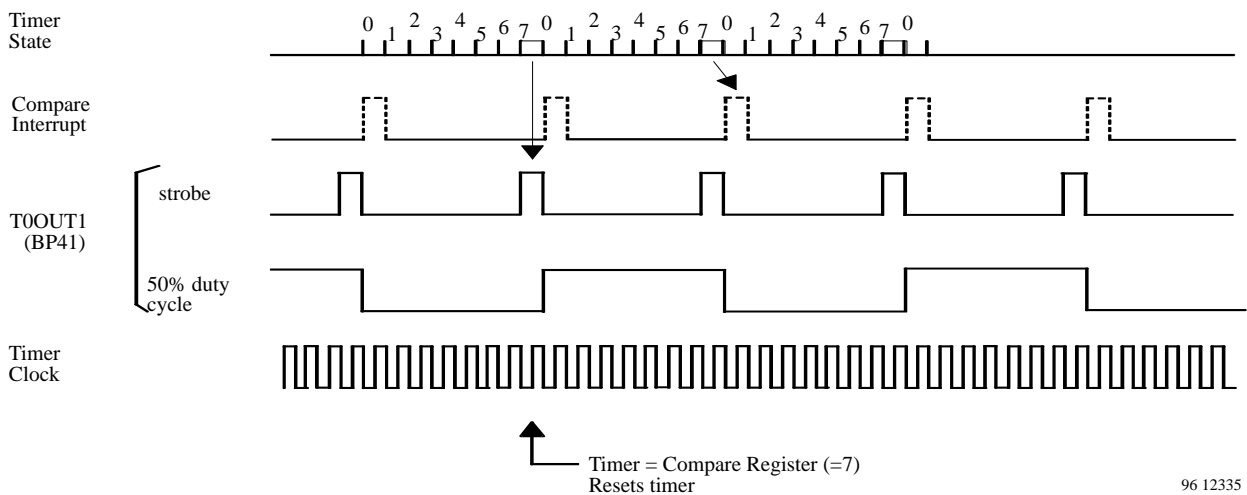 Timer
State
0 1 2 3 4 5 6 7 0 1 2 3 4 5 6 7 0 1 2 3 4 5 6 7 0
Compare
Interrupt
T0OUT1
(BP41)
strobe
50% duty
cycle
Timer
Clock
Timer = Compare Register (=7)
Resets timer
96 12335